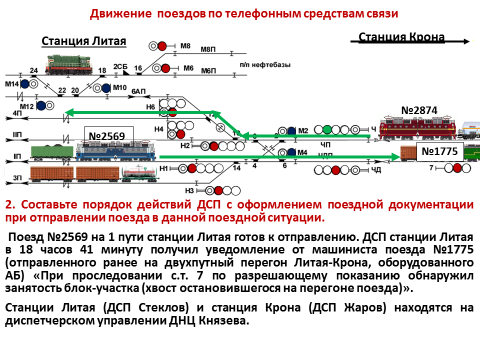 Движение поездов по телефонным средствам связи
Станция Литая
Станция Крона
М8
М8П
24
18
2СБ
16
М6
М6П
п/п нефтебазы
М14
22
20
М10
6АП
М12
Н6
4П
№2874
Н4
М2
Ч
IIП
№2569
Н2
2
ЧП
№1775
IП
М4
Н1
14
4
6
ЧД
7
3П
Н3
2. Составьте порядок действий ДСП с оформлением поездной документации
при отправлении поезда в данной поездной ситуации.
Поезд №2569 на 1 пути станции Литая готов к отправлению. ДСП станции Литая
в 18 часов 41 минуту получил уведомление от машиниста поезда №1775
(отправленного ранее на двухпутный перегон Литая-Крона, оборудованного
АБ) «При проследовании с.т. 7 по разрешающему показанию обнаружил
занятость блок-участка (хвост остановившегося на перегоне поезда)».
Станции Литая (ДСП Стеклов) и станция Крона (ДСП Жаров) находятся на
диспетчерском управлении ДНЦ Князева.